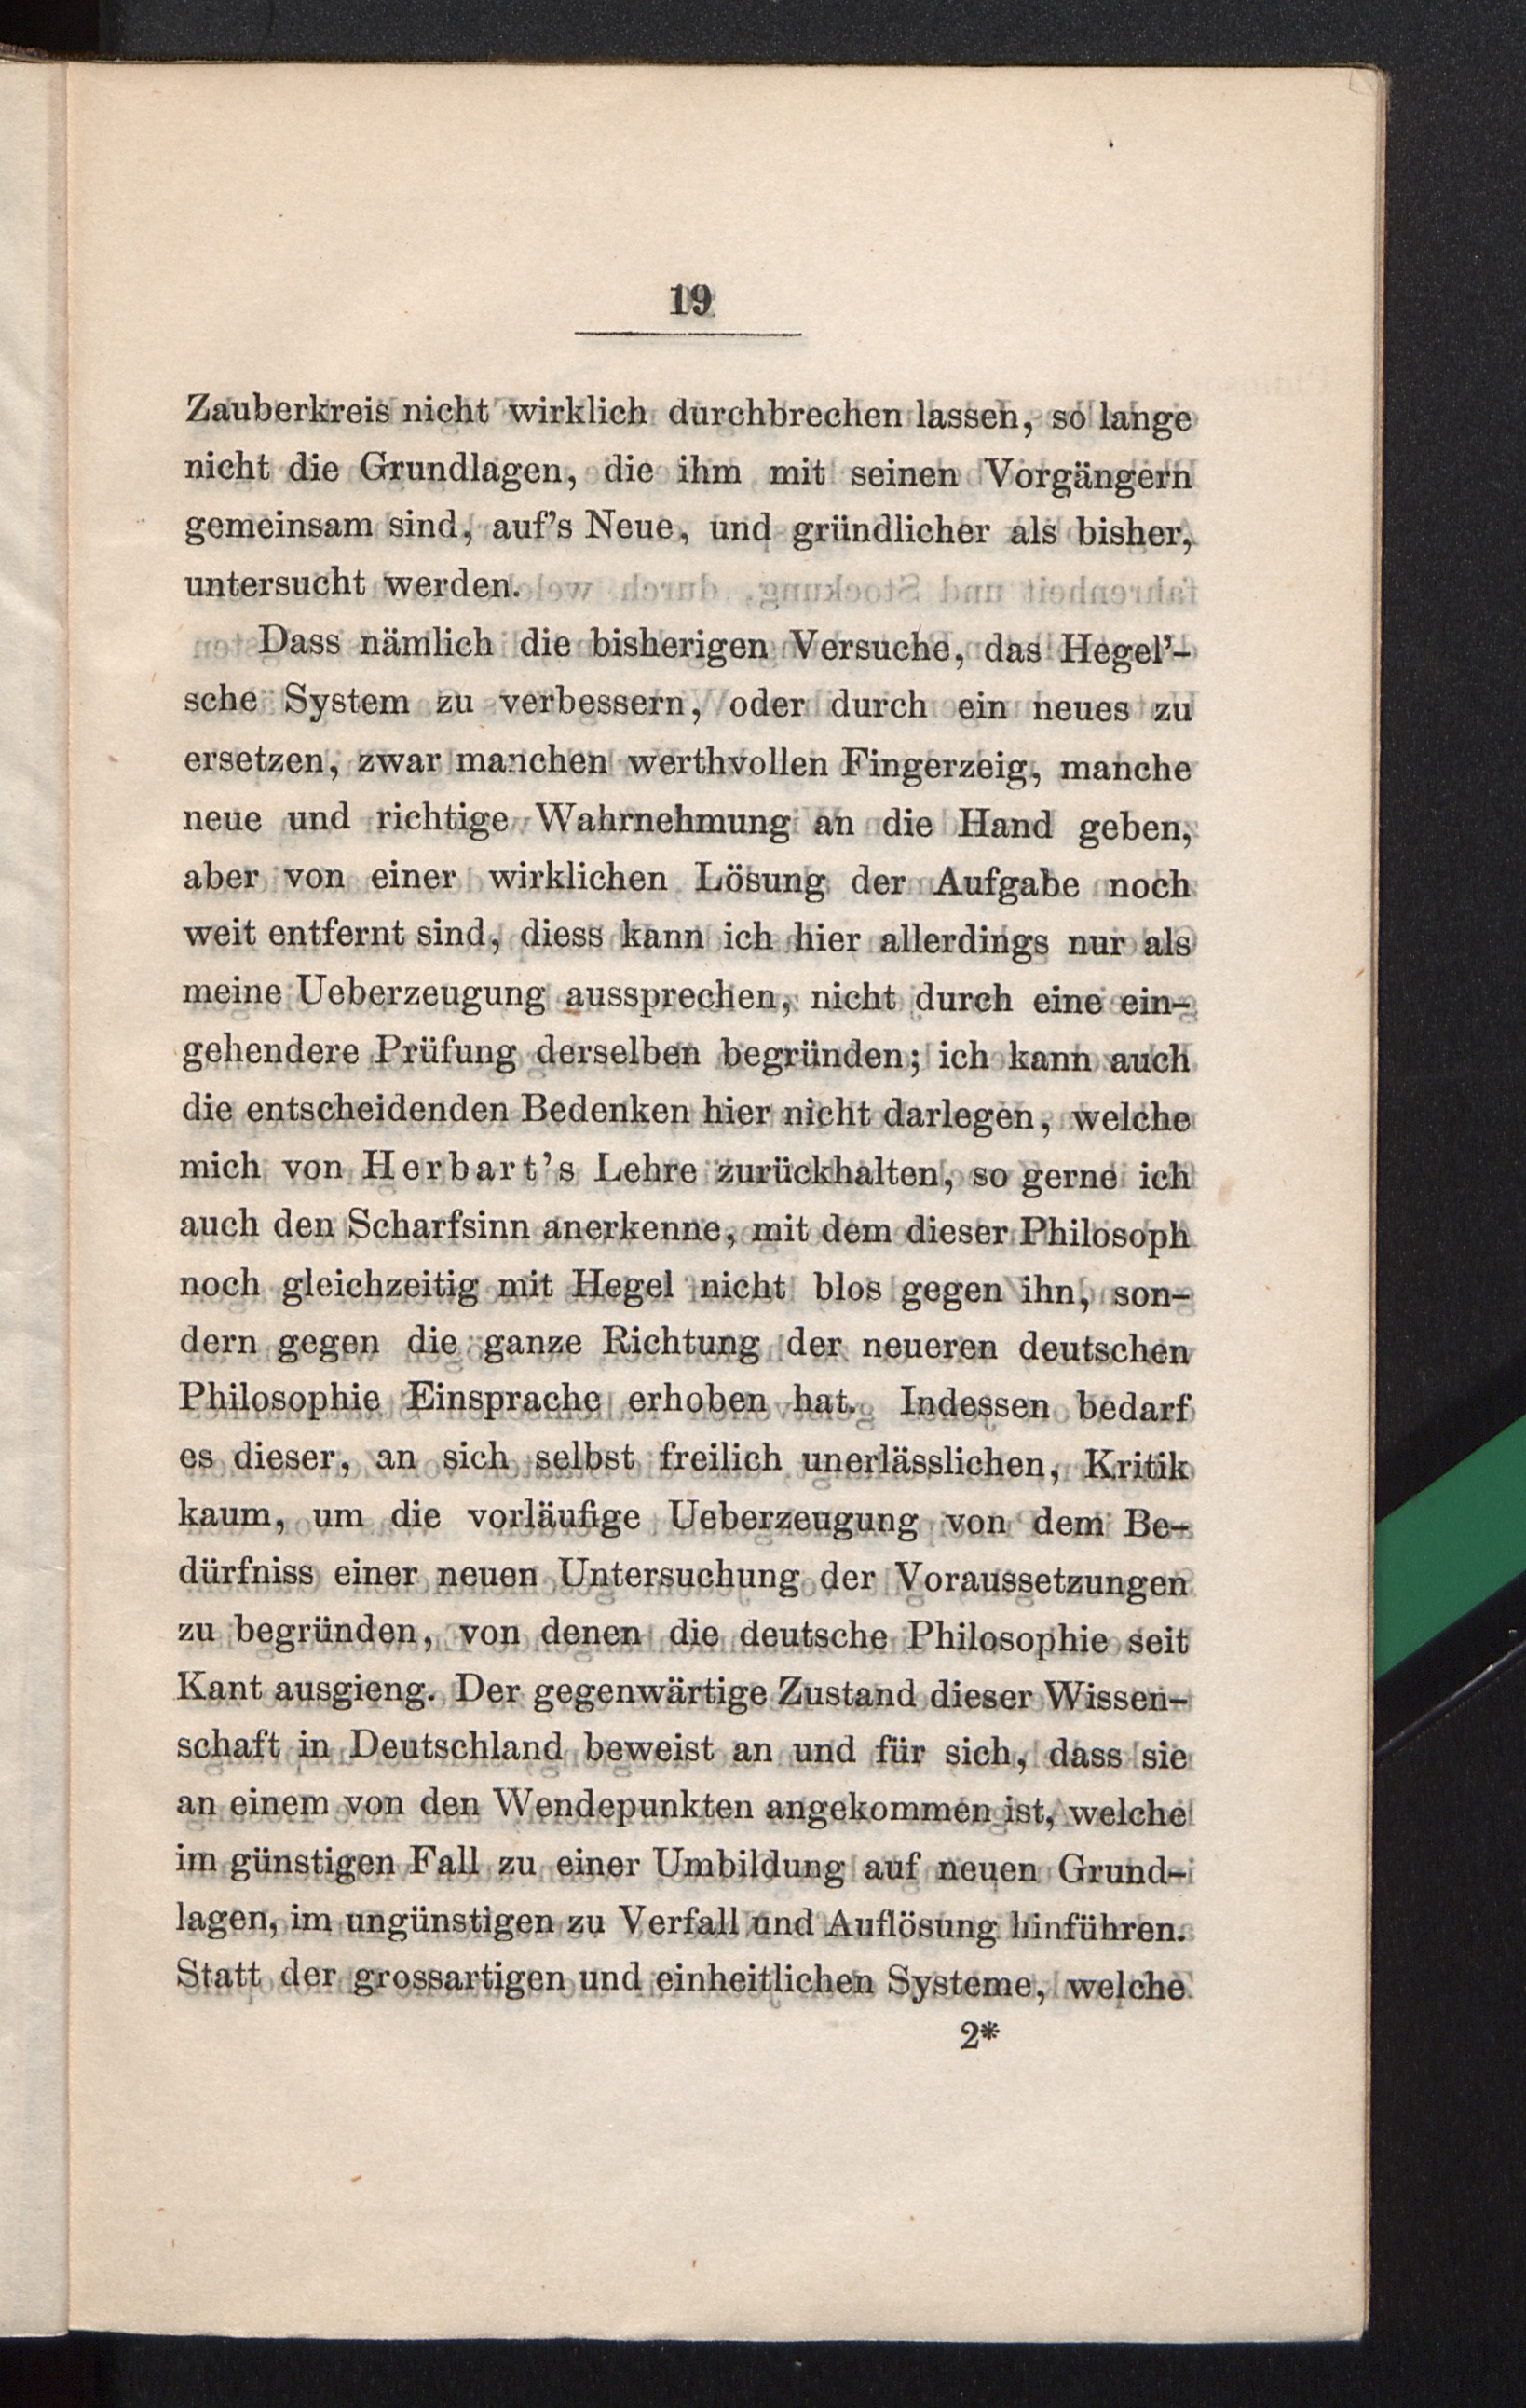 19
Zauberkreis nicht wirklich durchbrechen lassen, so lange
nicht die Grundlagen, die ihm mit seinen Vorgängern
gemeinsam sind, auf's Neue, und gründlicher als bisher,
untersucht werden.
Dass nämlich die bisherigen Versuche, das Hegel'-
sche System zu verbessern, oder durch ein neues zu
ersetzen, zwar manchen werthvollen Fingerzeig, manche
neue und richtige Wahrnehmung an die Hand geben,
aber von einer wirklichen Lösung der Aufgabe noch
weit entfernt sind, diess kann ich hier allerdings nur als
meine Ueberzeugung aussprechen, nicht durch eine ein-
gehendere Prüfung derselben begründen; ich kann auch
die entscheidenden Bedenken hier nicht darlegen, welche
mich von Herbart's Lehre zurückhalten, so gerne ich
auch den Scharfsinn anerkenne, mit dem dieser Philosoph
noch gleichzeitig mit Hegel nicht blos gegen ihn, son-
dern gegen die ganze Richtung der neueren deutschen
Philosophie Einsprache erhoben hat. Indessen bedarf
es dieser, an sich selbst freilich unerlässlichen, Kritik
kaum, um die vorläufige Ueberzeugung von dem Be-
dürfniss einer neuen Untersuchung der Voraussetzungen
zu begründen, von denen die deutsche Philosophie seit
Kant ausgieng. Der gegenwärtige Zustand dieser Wissen-
schaft in Deutschland beweist an und für sich, dass sie
an einem von den Wendepunkten angekommen ist, welche
im günstigen Fall zu einer Umbildung auf neuen Grund-
lagen, im ungünstigen zu Verfall und Auflösung hinführen.
Statt der grossartigen und einheitlichen Systeme, welche
2*